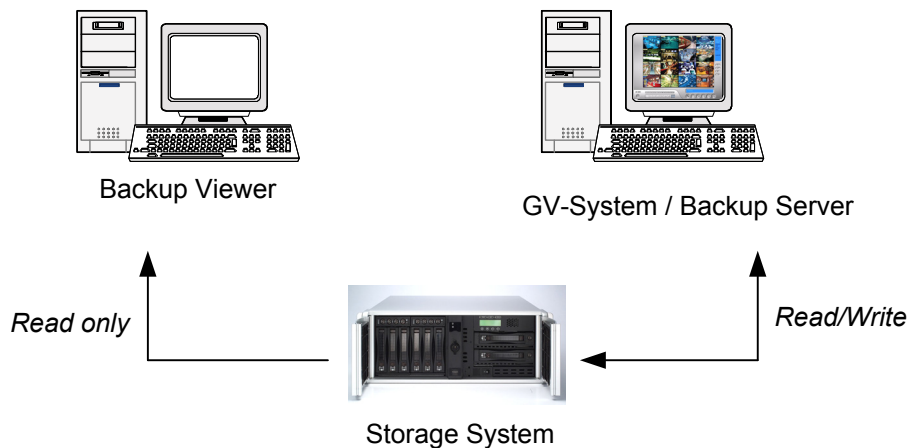 Backup Viewer
GV-System / Backup Server
Read only
Read/Write
Storage System